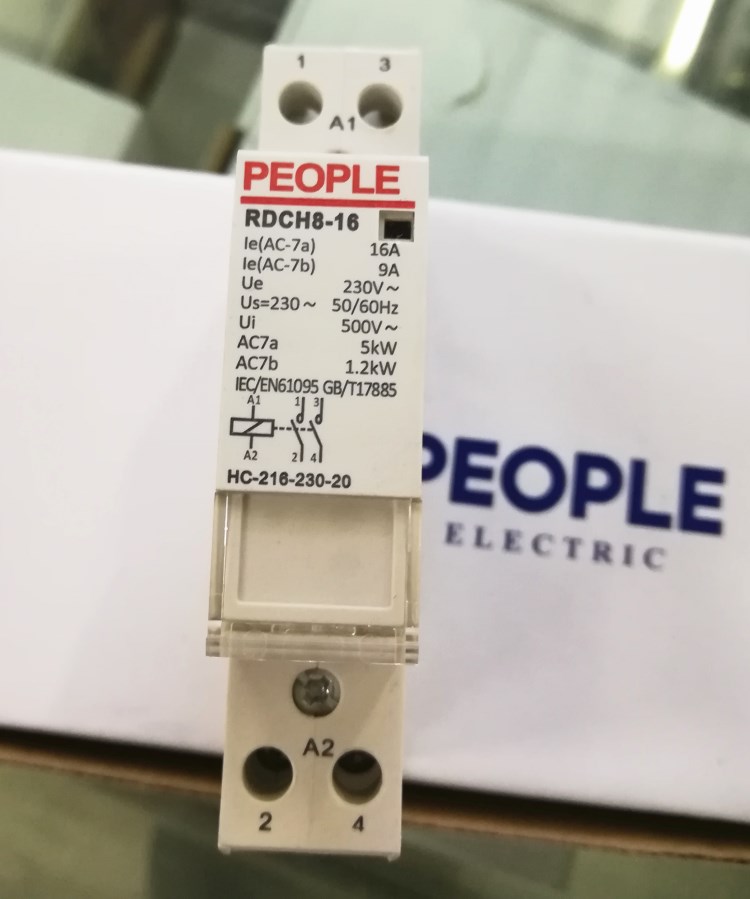 1 3
A1
PEOPLE
RDCH8-16
Ie(AC-7a) 16A
Ie(AC-7b) 9A
Ue 230V~
Us=230~ 50/60Hz
Ui 500V~
AC7a 5kW
AC7b 1.2kW
IEC/EN61095 GB/T17885
A1 1 3
A2 2 4
HC-216-230-20
PEOPLE
ELECTRIC
A2
2 4